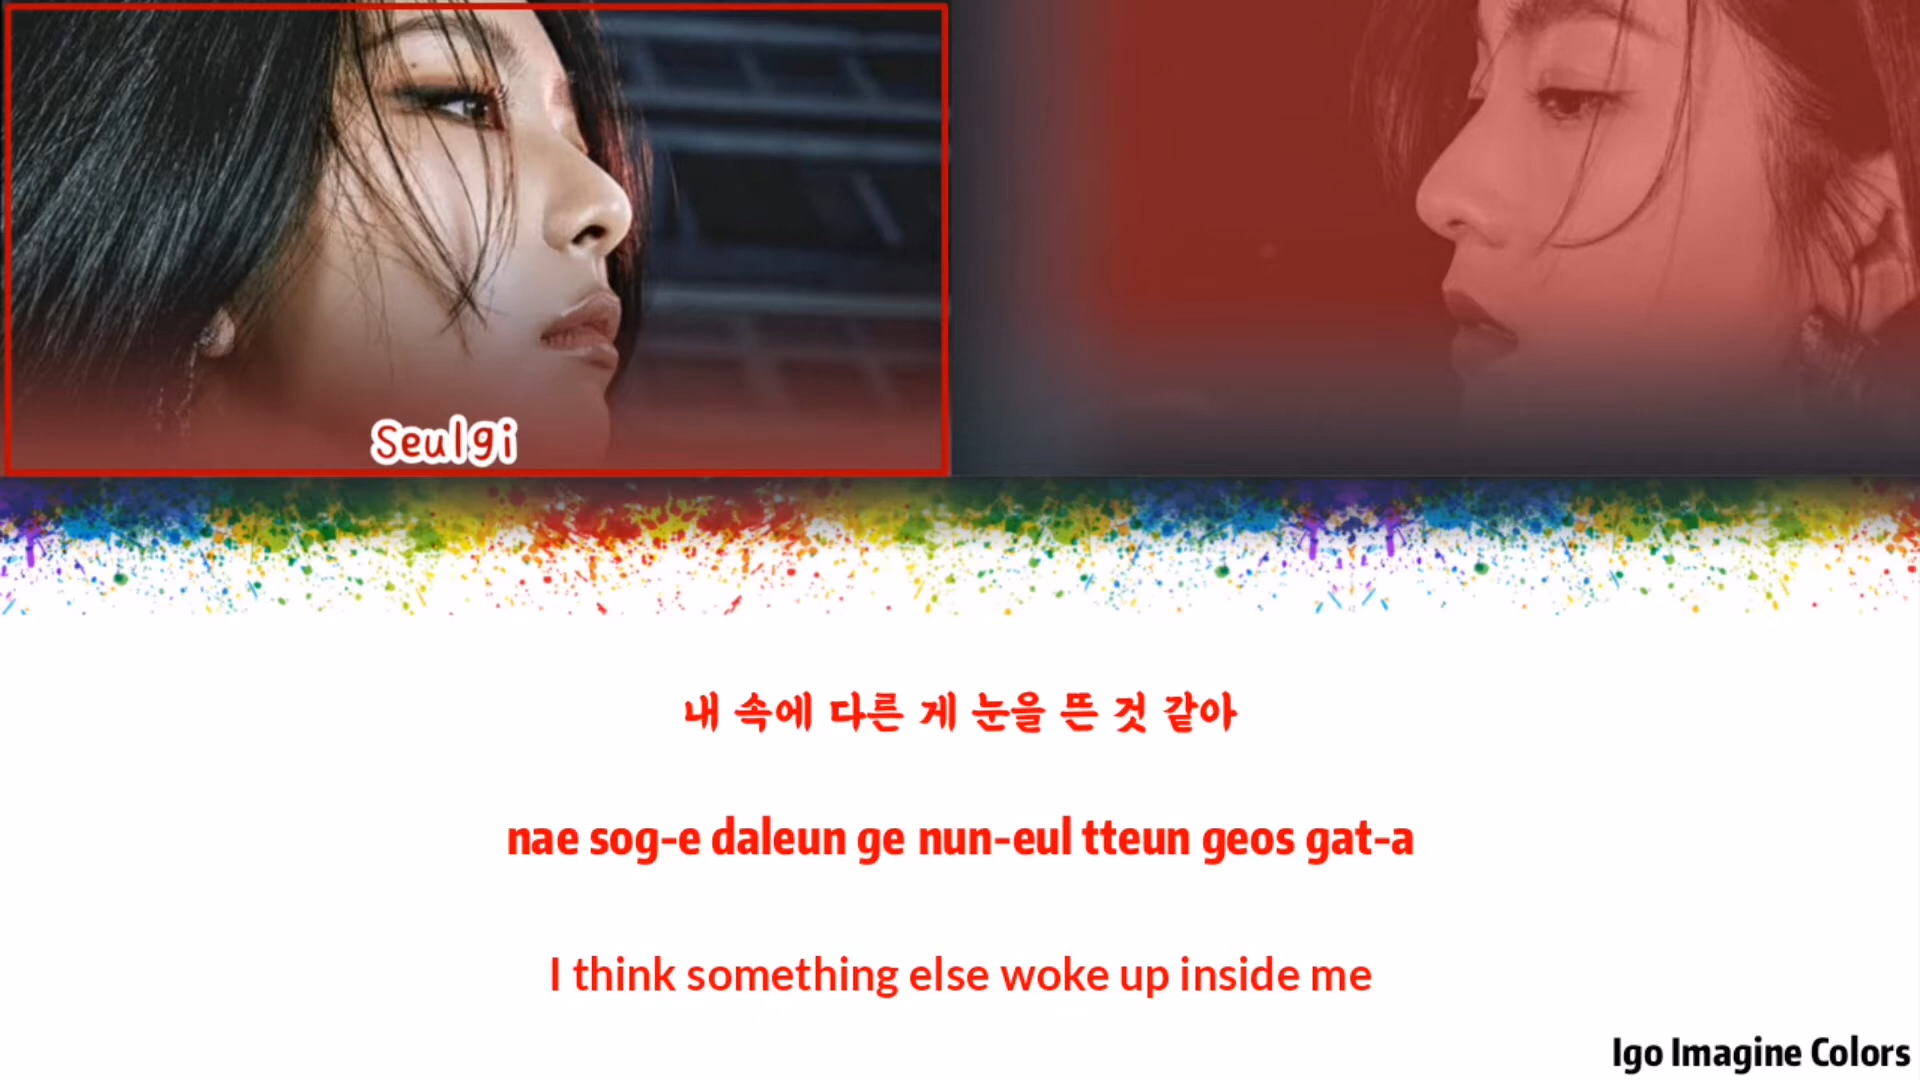 Seulgi
내 속에 다른 게 눈을 뜬 것 같아
nae sog-e daleun ge nun-eul tteun geos gat-a
I think something else woke up inside me
Igo Imagine Colors